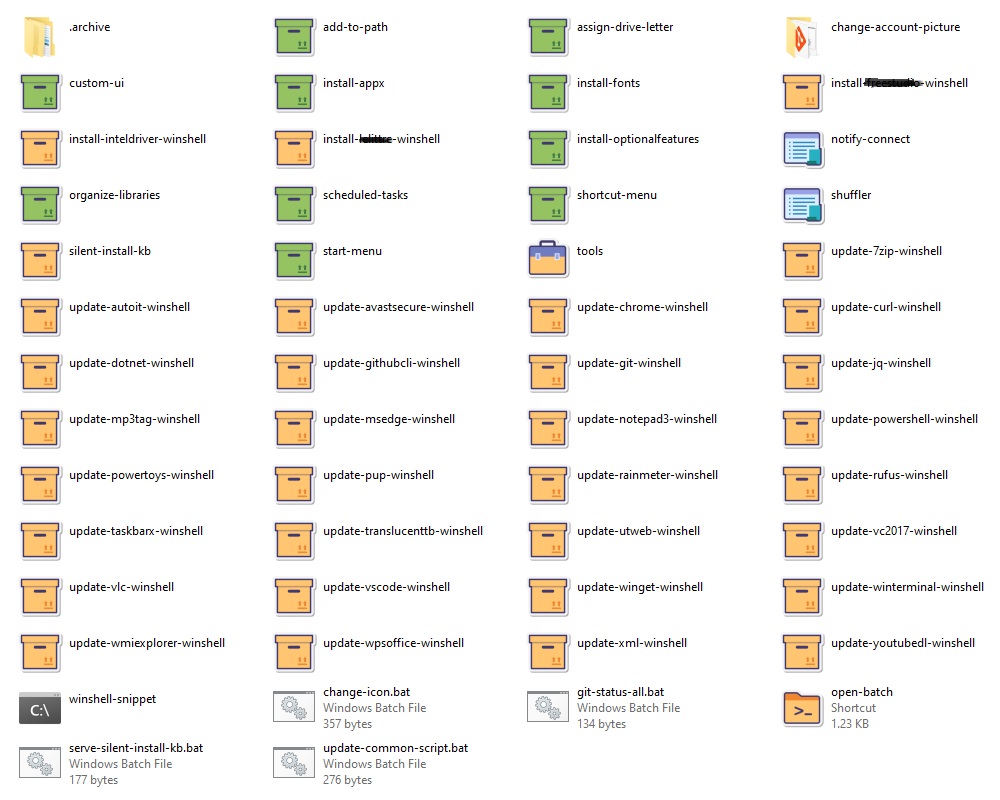 .archive
add-to-path
assign-drive-letter
change-account-picture
custom-ui
install-appx
install-fonts
install-winshell
install-inteldriver-winshell
install-winshell
install-optionalfeatures
notify-connect
organize-libraries
scheduled-tasks
shortcut-menu
shuffler
silent-install-kb
start-menu
tools
update-7zip-winshell
update-autoit-winshell
update-avastsecure-winshell
update-chrome-winshell
update-curl-winshell
update-dotnet-winshell
update-githubcli-winshell
update-git-winshell
update-jq-winshell
update-mp3tag-winshell
update-msedge-winshell
update-notepad3-winshell
update-powershell-winshell
update-powertoys-winshell
update-pup-winshell
update-rainmeter-winshell
update-rufus-winshell
update-taskbarx-winshell
update-translucenttb-winshell
update-utweb-winshell
update-vc2017-winshell
update-vlc-winshell
update-vscode-winshell
update-winget-winshell
update-winterminal-winshell
update-wmiexplorer-winshell
update-wpsoffice-winshell
update-xml-winshell
update-youtubedl-winshell
C:\
winshell-snippet
change-icon.bat
Windows Batch File
357 bytes
git-status-all.bat
Windows Batch File
134 bytes
>_
open-batch
Shortcut
1.23 KB
serve-silent-install-kb.bat
Windows Batch File
177 bytes
update-common-script.bat
Windows Batch File
276 bytes